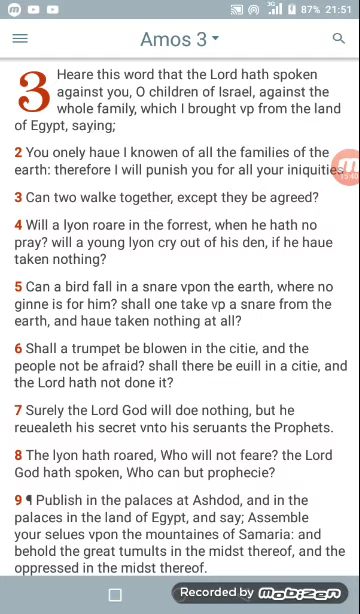 87% 21:51
Amos 3
3 Heare this word that the Lord hath spoken
against you, O children of Israel, against the
whole family, which I brought vp from the land
of Egypt, saying;
2 You onely haue I knowen of all the families of the
earth: therefore I will punish you for all your iniquities
3 Can two walke together, except they be agreed?
4 Will a lyon roare in the forrest, when he hath no
pray? will a young lyon cry out of his den, if he haue
taken nothing?
5 Can a bird fall in a snare vpon the earth, where no
ginne is for him? shall one take vp a snare from the
earth, and haue taken nothing at all?
6 Shall a trumpet be blowen in the citie, and the
people not be afraid? shall there be euill in a citie, and
the Lord hath not done it?
7 Surely the Lord God will doe nothing, but he
reuealeth his secret vnto his seruants the Prophets.
8 The lyon hath roared, Who will not feare? the Lord
God hath spoken, Who can but prophecie?
9 ¶ Publish in the palaces at Ashdod, and in the
palaces in the land of Egypt, and say; Assemble
your selues vpon the mountaines of Samaria: and
behold the great tumults in the midst thereof, and the
oppressed in the midst thereof.
Recorded by mobizen